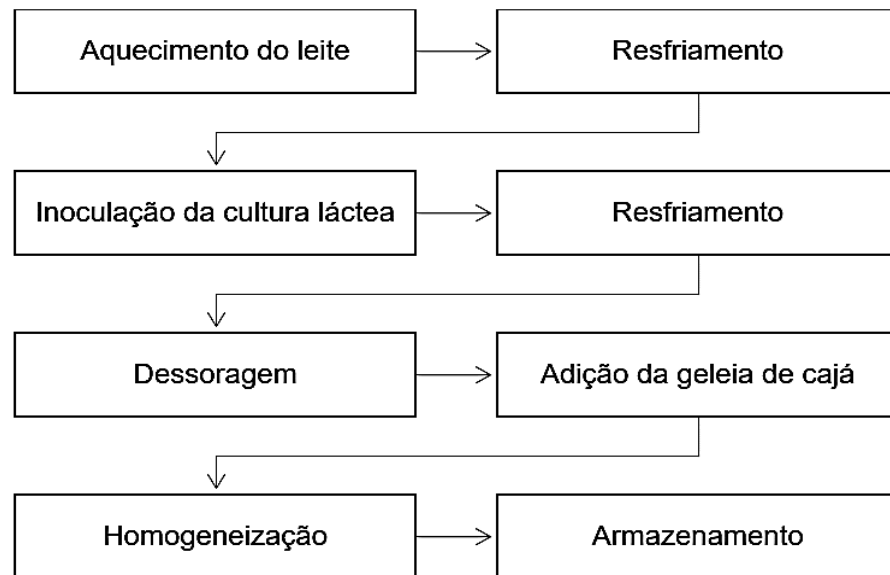 Aquecimento do leite
Resfriamento
Inoculação da cultura láctea
Resfriamento
Dessoragem
Adição da geleia de cajá
Homogeneização
Armazenamento